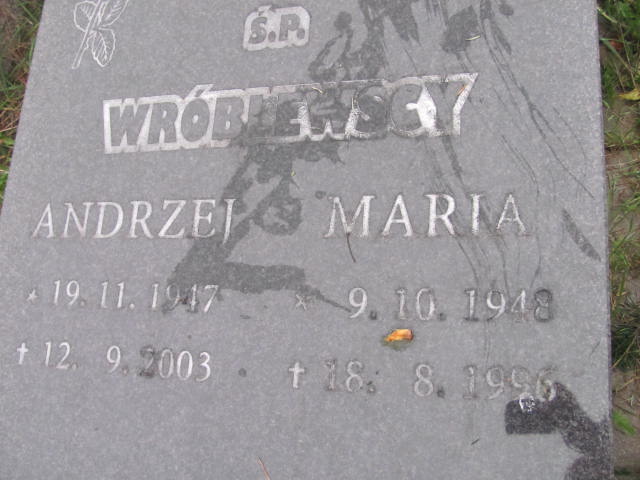 Ś.P.
WRÓBLEWSCY
ANDRZEJ MARIA
* 19. 11. 1947 * 9. 10. 1948
† 12. 9. 2003 † 18. 8. 1996